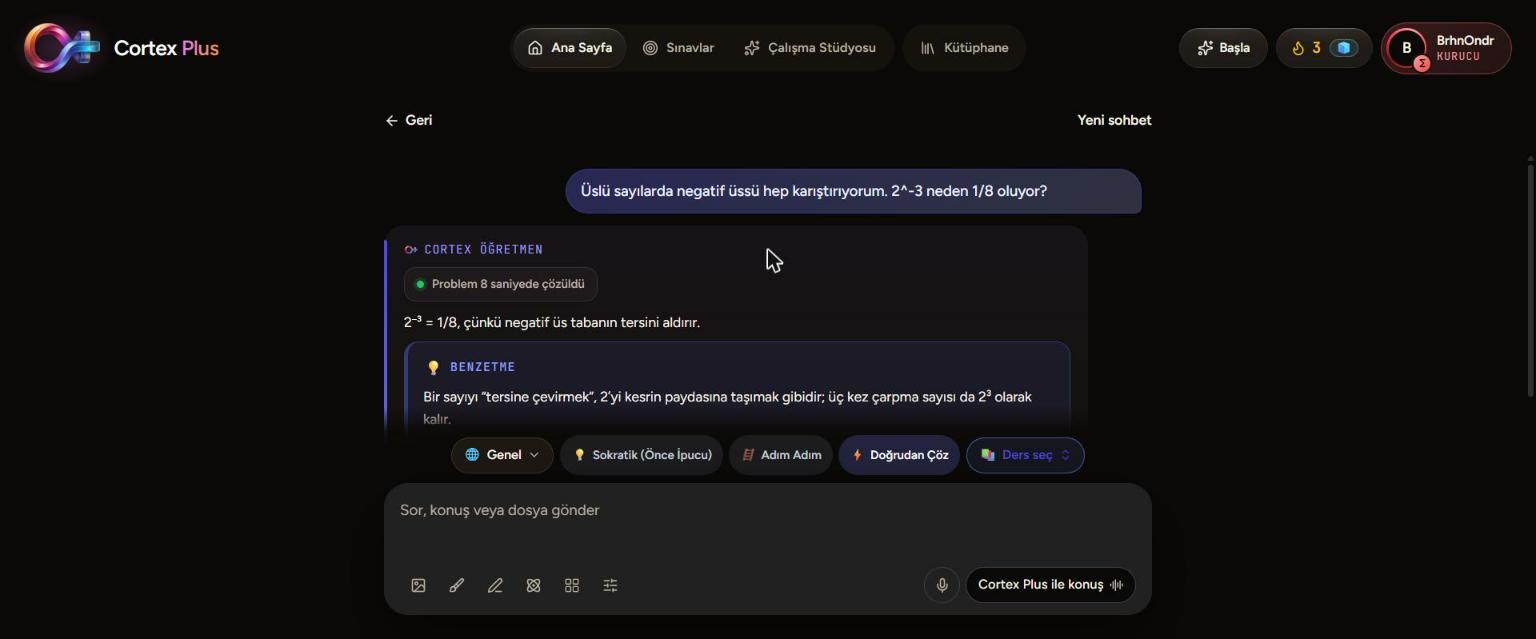 Cortex Plus
Ana Sayfa
Sınavlar
Çalışma Stüdyosu
Kütüphane
Başla
3
B
Σ
BrhnOndr
KURUCU
Geri
Yeni sohbet
Üslü sayılarda negatif üssü hep karıştırıyorum. 2^-3 neden 1/8 oluyor?
CORTEX ÖĞRETMEN
Problem 8 saniyede çözüldü
2⁻³ = 1/8, çünkü negatif üs tabanın tersini aldırır.
BENZETME
Bir sayıyı “tersine çevirmek”, 2’yi kesrin paydasına taşımak gibidir; üç kez çarpma sayısı da 2³ olarak
kalır.
Genel
Sokratik (Önce İpucu)
Adım Adım
Doğrudan Çöz
Ders seç
Sor, konuş veya dosya gönder
Cortex Plus ile konuş